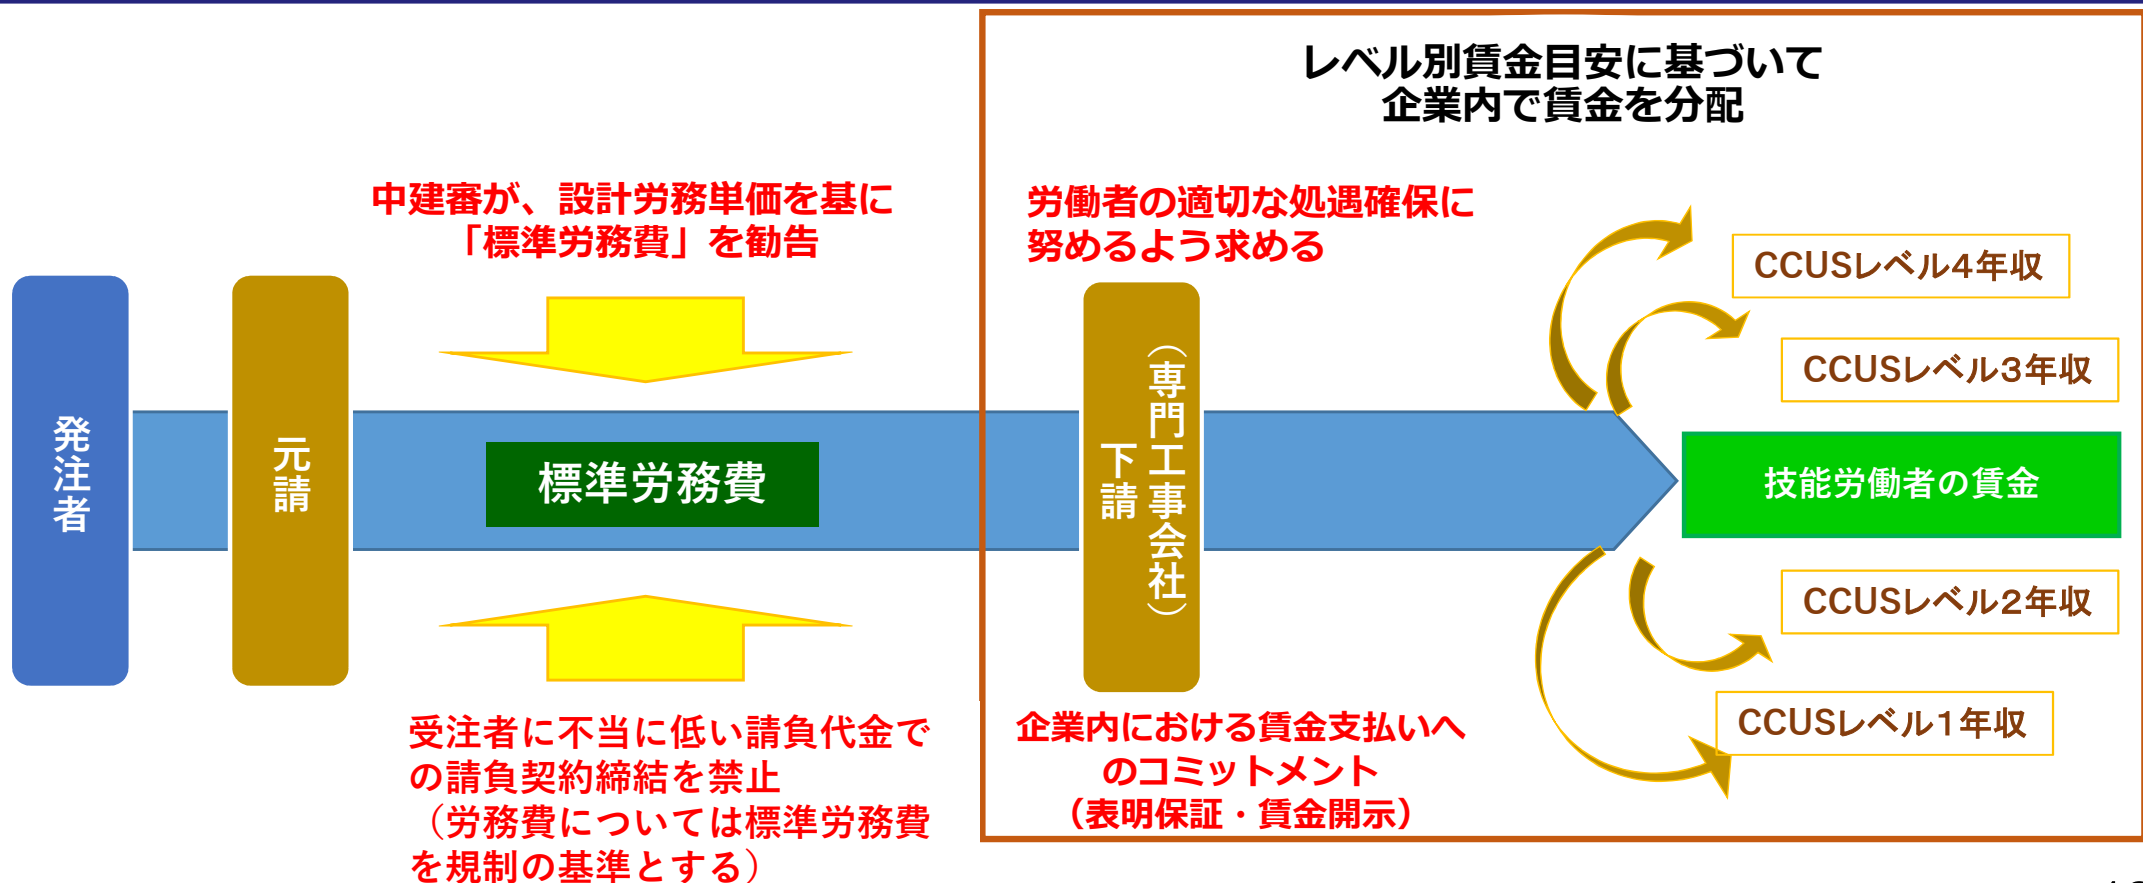 レベル別賃金目安に基づいて
企業内で賃金を分配
中建審が、設計労務単価を基に
「標準労務費」を勧告
労働者の適切な処遇確保に
努めるよう求める
発注者
元請
標準労務費
下請
（専門工事会社）
CCUSレベル４年収
CCUSレベル３年収
技能労働者の賃金
CCUSレベル２年収
CCUSレベル１年収
受注者に不当に低い請負代金で
の請負契約締結を禁止
（労務費については標準労務費
を規制の基準とする）
企業内における賃金支払いへ
のコミットメント
（表明保証・賃金開示）